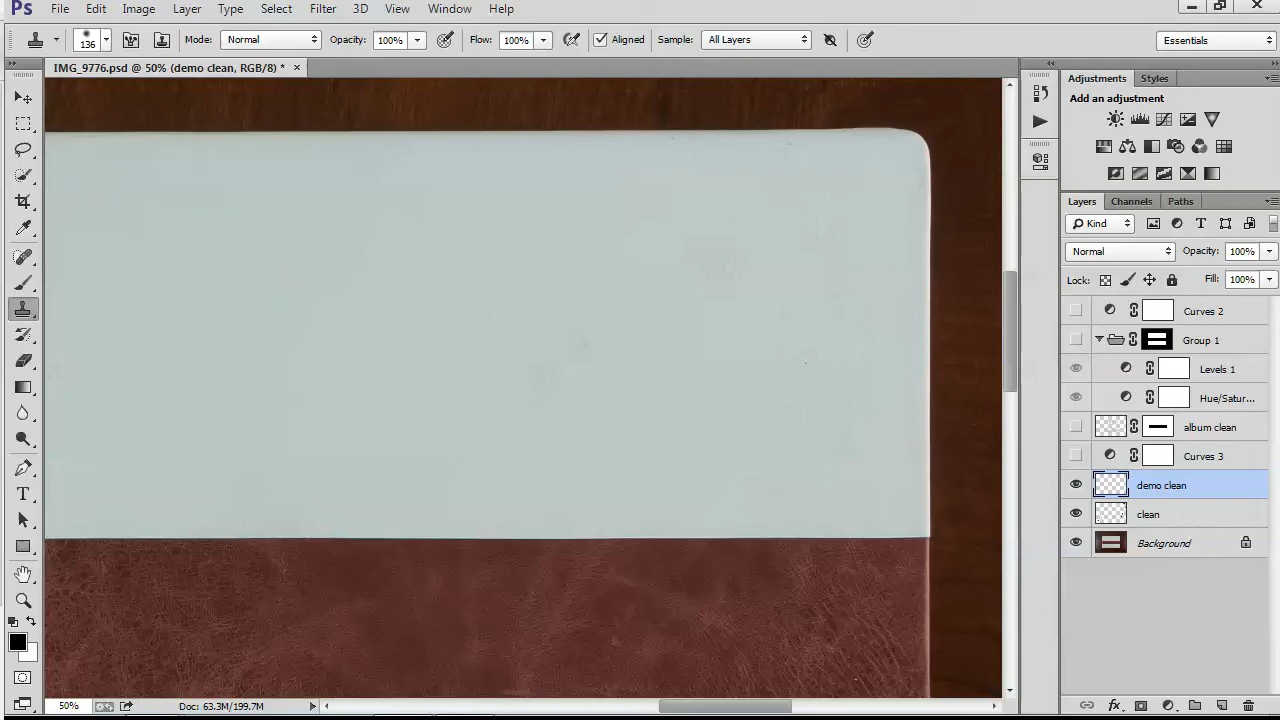 Ps File Edit Image Layer Type Select Filter 3D View Window Help
136 Mode: Normal Opacity: 100% Flow: 100% Aligned Sample: All Layers Essentials
IMG_9776.psd @ 50% (demo clean, RGB/8) * ×
Adjustments Styles
Add an adjustment
Layers Channels Paths
Kind
Normal Opacity: 100%
Lock: Fill: 100%
Curves 2
Group 1
Levels 1
Hue/Satur...
album clean
Curves 3
demo clean
clean
Background
50% Doc: 63.3M/199.7M